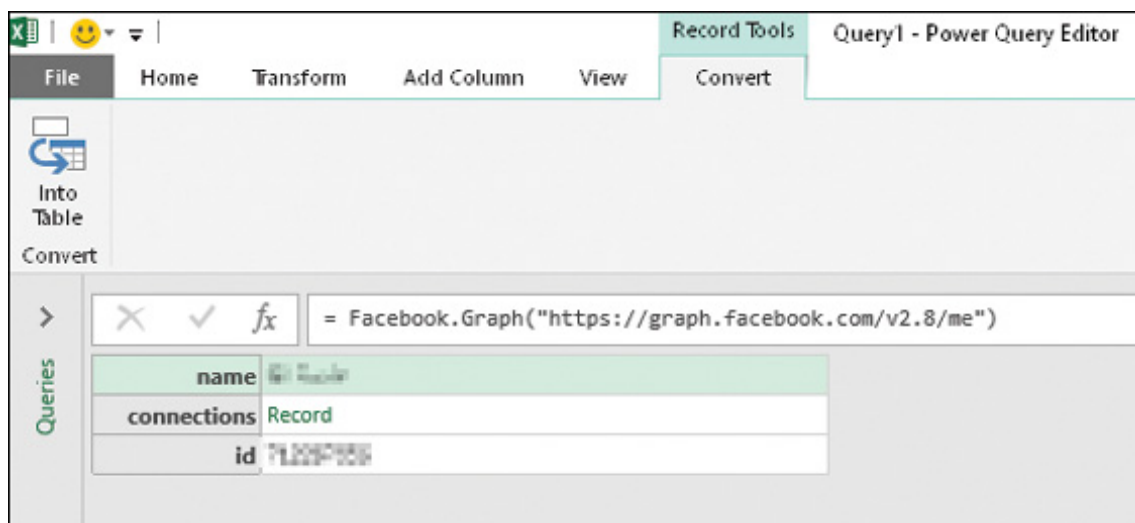 Record Tools Query1 - Power Query Editor
File Home Transform Add Column View Convert
Into
Table
Convert
= Facebook.Graph("https://graph.facebook.com/v2.8/me")
fx
Queries
name
connections Record
id